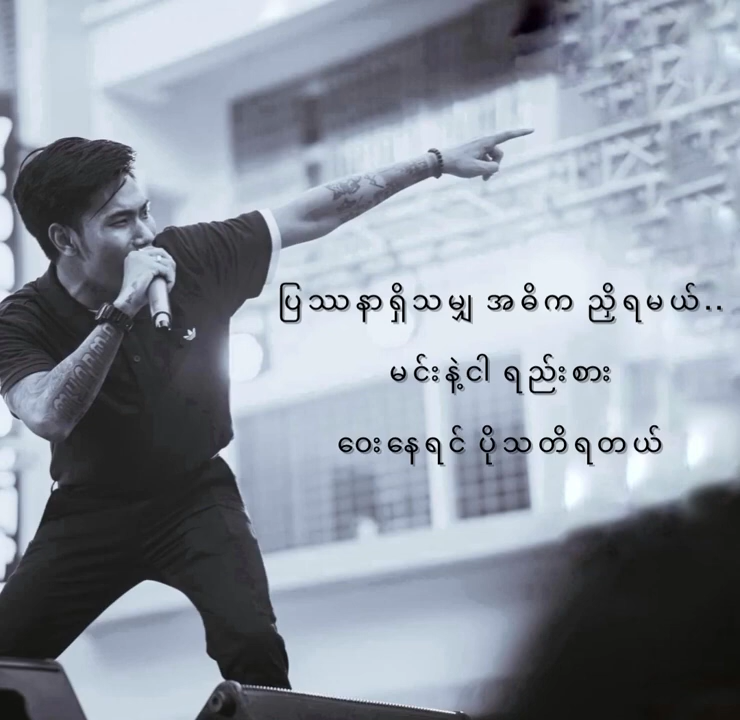 ပြဿနာရှိသမျှ အဓိက ညှိရမယ်..
မင်းနဲ့ငါ ရည်းစား
ဝေးနေရင် ပိုသတိရတယ်